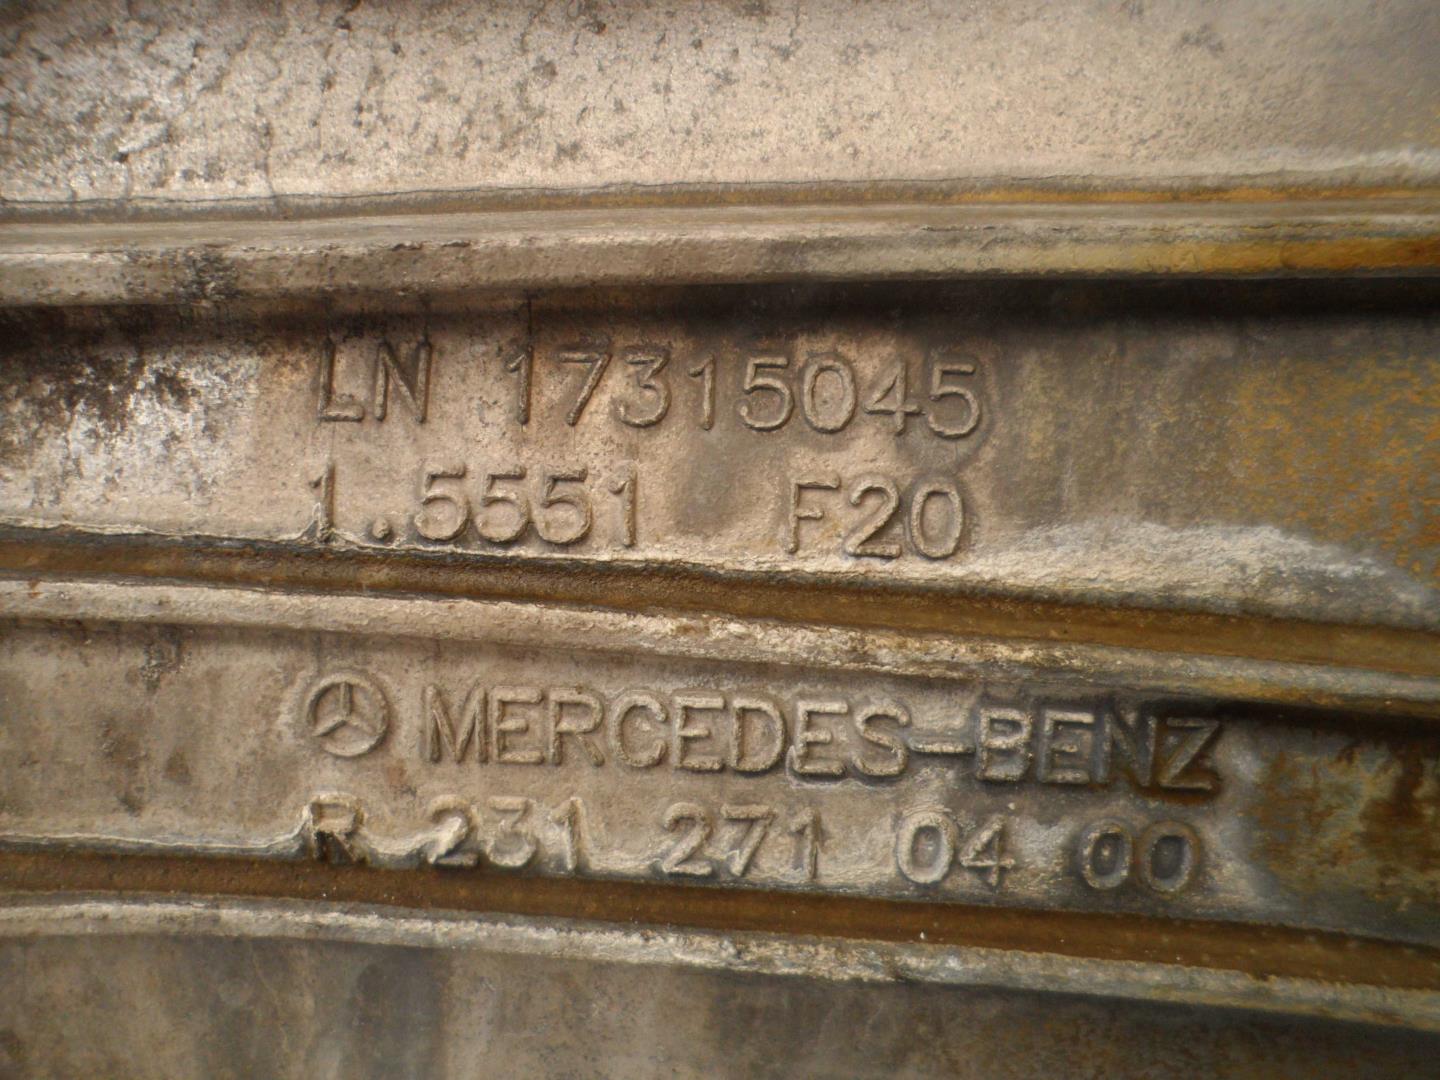 LN 17315045
1.5551 F20
MERCEDES-BENZ
R 231 271 04 00